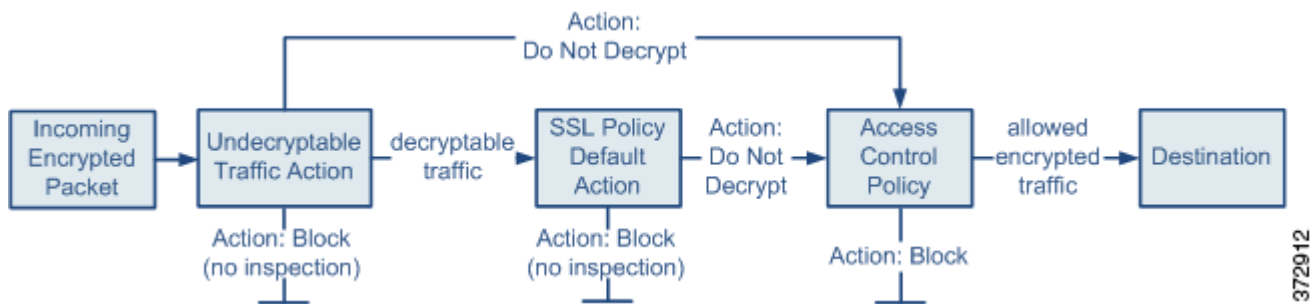 Action:
Do Not Decrypt
Incoming
Encrypted
Packet
Undecryptable
Traffic Action
decryptable
traffic
SSL Policy
Default
Action
Action:
Do Not
Decrypt
Access
Control
Policy
allowed
encrypted
traffic
Destination
Action: Block
(no inspection)
Action: Block
(no inspection)
Action: Block
372912